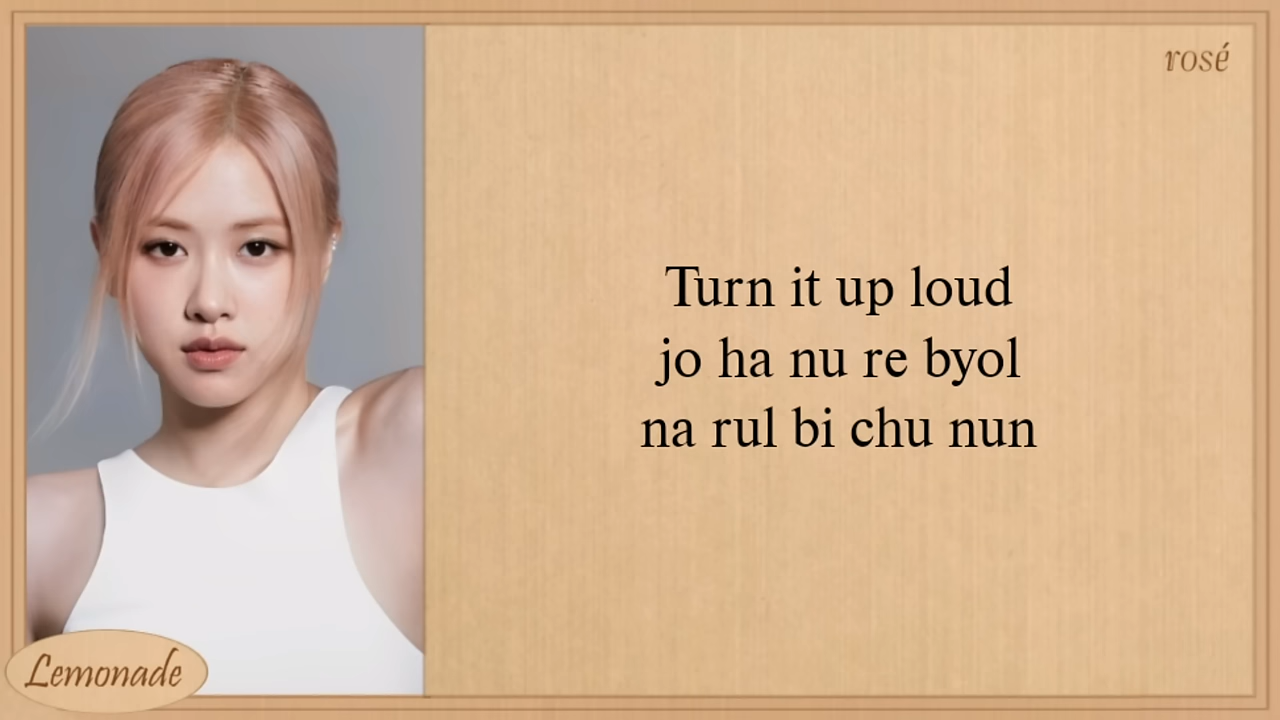 rosé
Turn it up loud
jo ha nu re byol
na rul bi chu nun
Lemonade